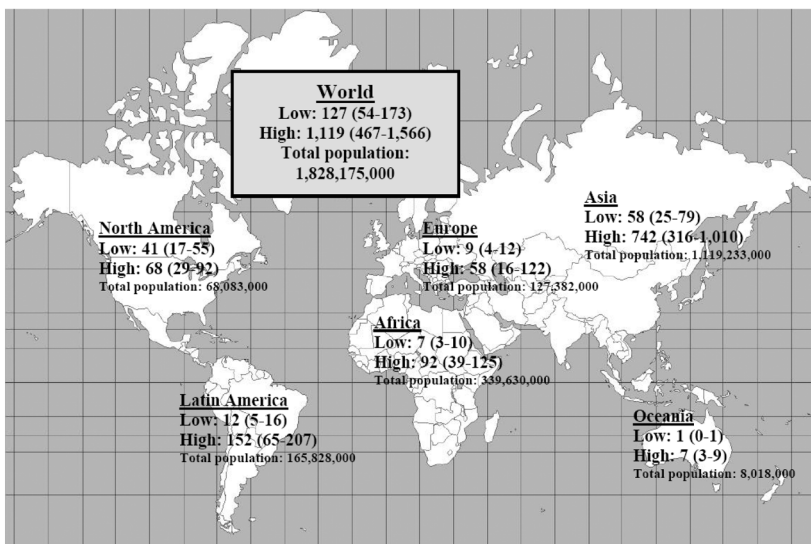 World
Low: 127 (54-173)
High: 1,119 (467-1,566)
Total population:
1,828,175,000
North America
Low: 41 (17-55)
High: 68 (29-92)
Total population: 68,083,000
Europe
Low: 9 (4-12)
High: 58 (16-122)
Total population: 127,382,000
Asia
Low: 58 (25-79)
High: 742 (316-1,010)
Total population: 1,119,233,000
Africa
Low: 7 (3-10)
High: 92 (39-125)
Total population: 339,630,000
Latin America
Low: 12 (5-16)
High: 152 (65-207)
Total population: 165,828,000
Oceania
Low: 1 (0-1)
High: 7 (3-9)
Total population: 8,018,000